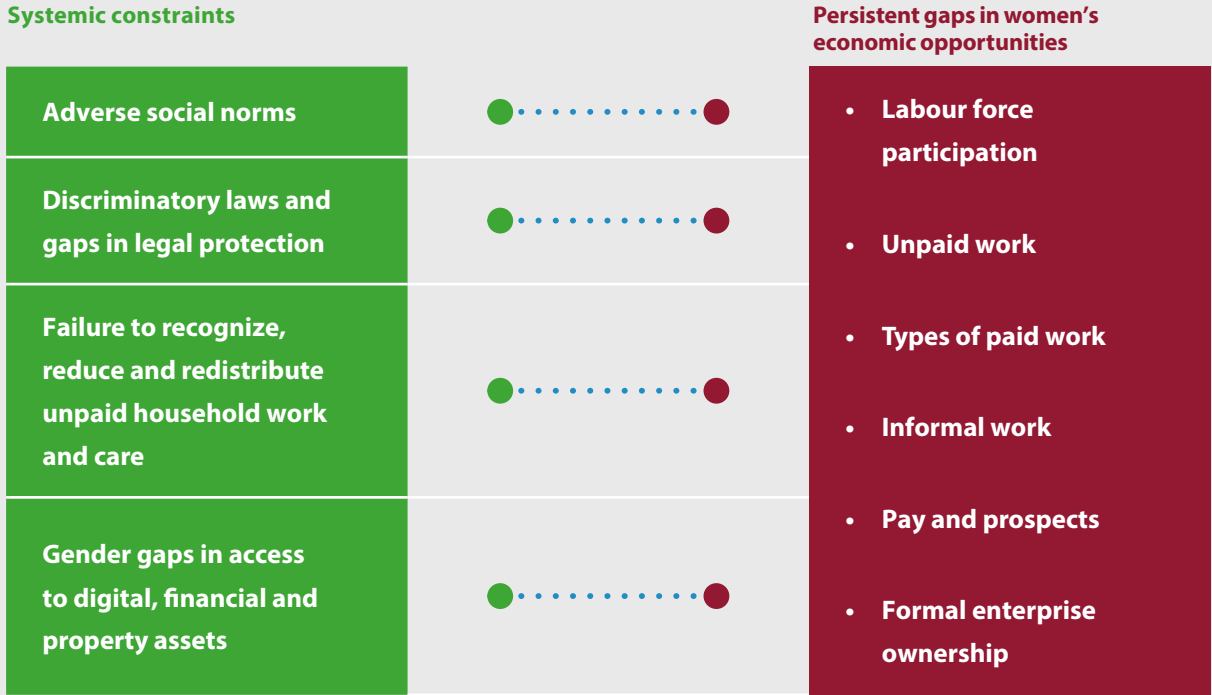 Systemic constraints
Persistent gaps in women’s
economic opportunities
Adverse social norms
Discriminatory laws and
gaps in legal protection
Failure to recognize,
reduce and redistribute
unpaid household work
and care
Gender gaps in access
to digital, financial and
property assets
• Labour force
participation
• Unpaid work
• Types of paid work
• Informal work
• Pay and prospects
• Formal enterprise
ownership